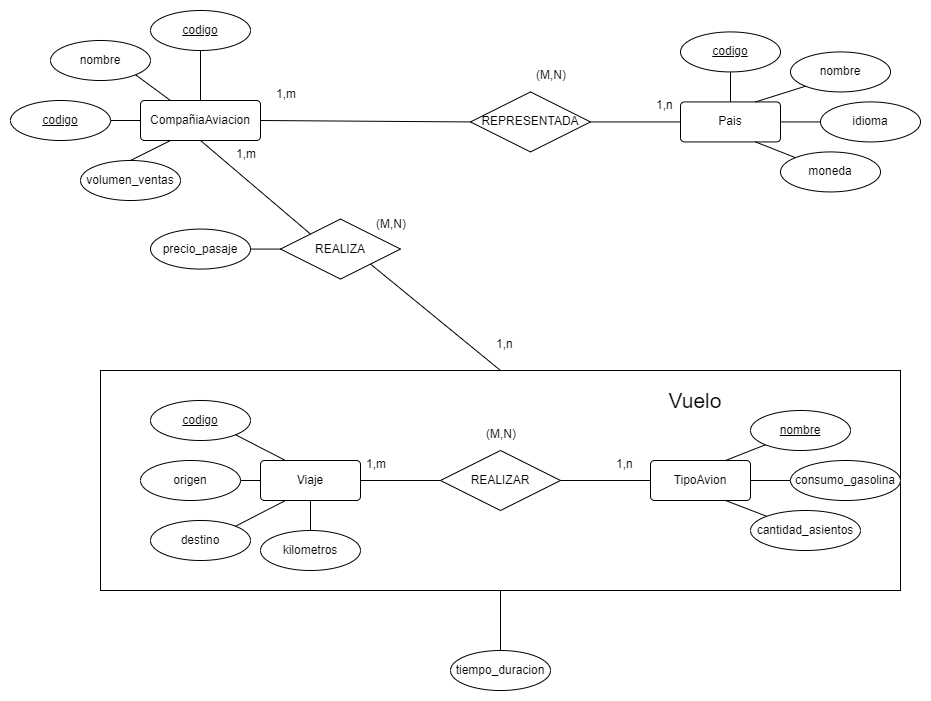 codigo
nombre
codigo
CompañiaAviacion
volumen_ventas
1,m
1,m
(M,N)
REPRESENTADA
1,n
codigo
nombre
Pais
idioma
moneda
(M,N)
precio_pasaje
REALIZA
1,n
Vuelo
codigo
origen
Viaje
destino
kilometros
1,m
(M,N)
REALIZAR
1,n
nombre
TipoAvion
consumo_gasolina
cantidad_asientos
tiempo_duracion